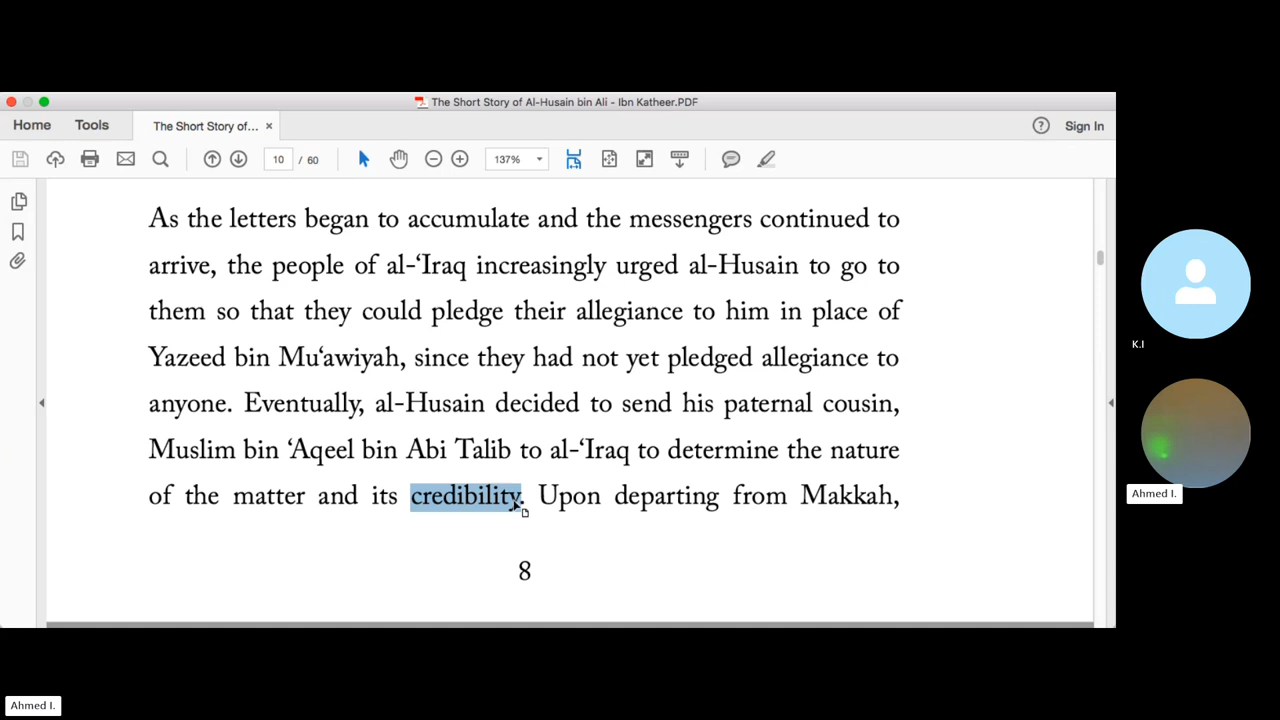 The Short Story of Al-Husain bin Ali - Ibn Katheer.PDF
Home Tools The Short Story of... × ? Sign In
10 / 60 137%
As the letters began to accumulate and the messengers continued to
arrive, the people of al-‘Iraq increasingly urged al-Husain to go to
them so that they could pledge their allegiance to him in place of
Yazeed bin Mu‘awiyah, since they had not yet pledged allegiance to
anyone. Eventually, al-Husain decided to send his paternal cousin,
Muslim bin ‘Aqeel bin Abi Talib to al-‘Iraq to determine the nature
of the matter and its credibility. Upon departing from Makkah,
8
K.I
Ahmed I.
Ahmed I.